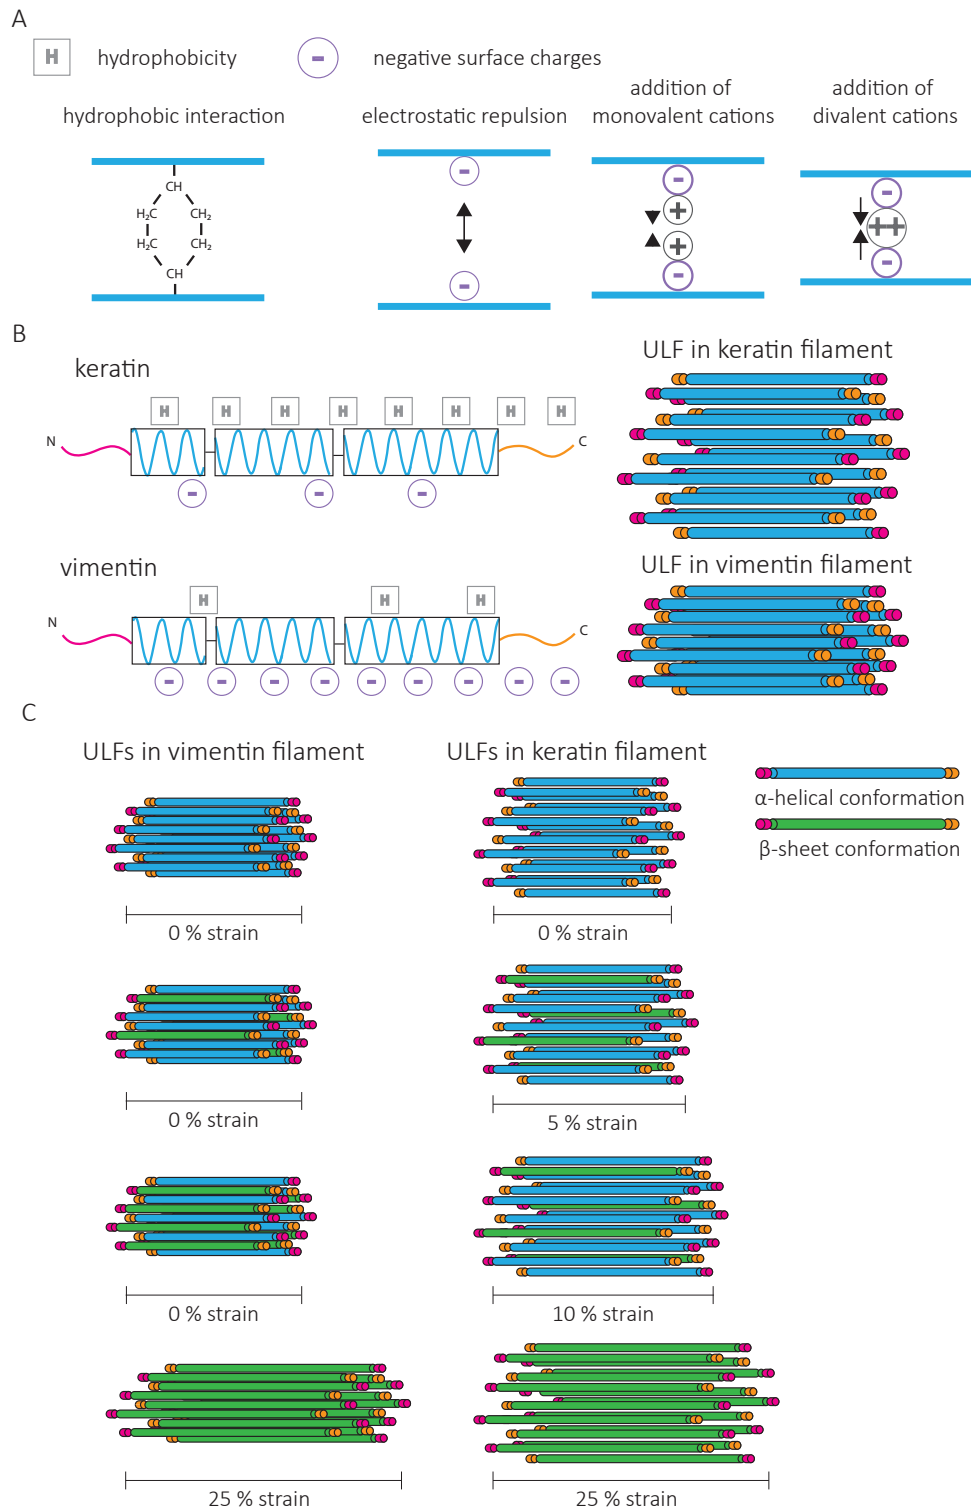 A
H hydrophobicity - negative surface charges
hydrophobic interaction
electrostatic repulsion
addition of
monovalent cations
addition of
divalent cations
CH
H₂C CH₂
H₂C CH₂
CH
-
-
-
+
+
-
-
++
-
B
keratin
H H H H H H H H
N C
- - -
ULF in keratin filament
vimentin
H H H
N C
- - - - - - - - -
ULF in vimentin filament
C
ULFs in vimentin filament
ULFs in keratin filament
α-helical conformation
β-sheet conformation
0 % strain
0 % strain
0 % strain
5 % strain
0 % strain
10 % strain
25 % strain
25 % strain